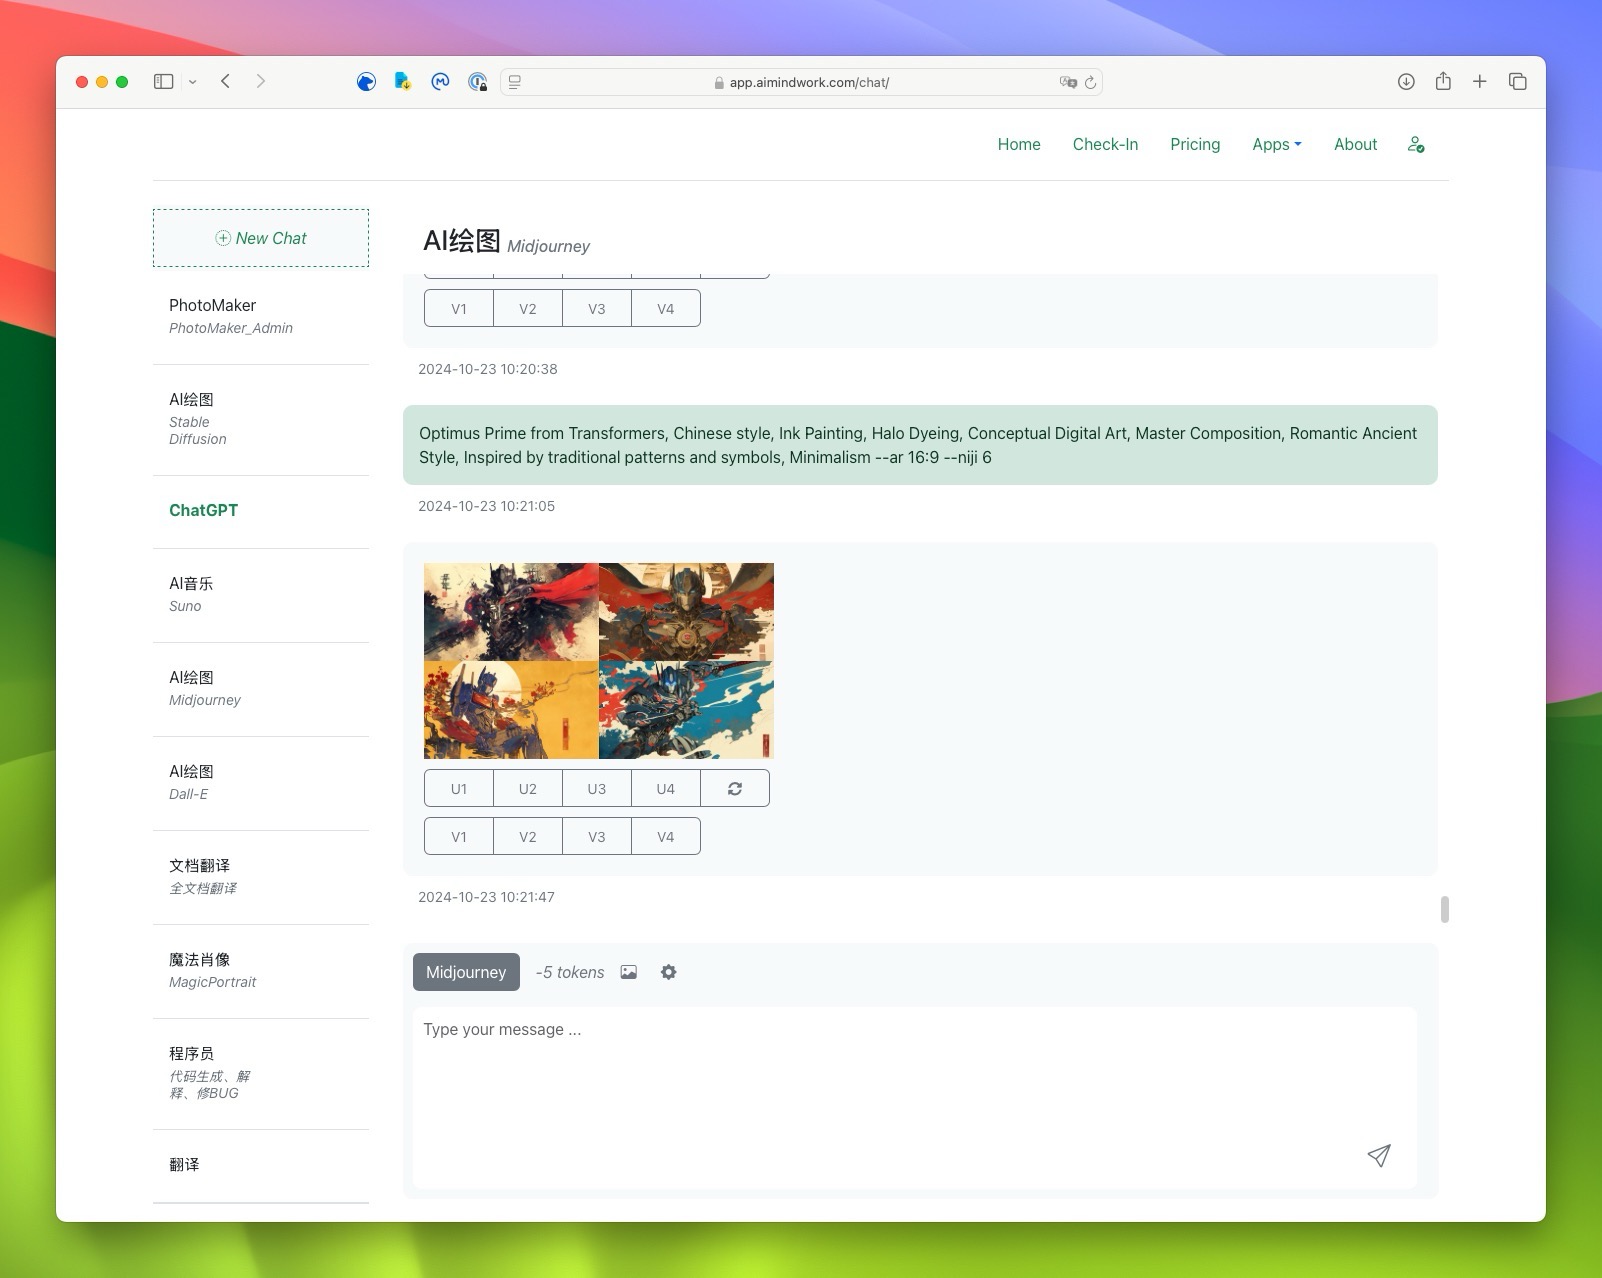 app.aimindwork.com/chat/
Home
Check-In
Pricing
Apps
About
New Chat
PhotoMaker
PhotoMaker_Admin
AI绘图
Stable
Diffusion
ChatGPT
AI音乐
Suno
AI绘图
Midjourney
AI绘图
Dall-E
文档翻译
全文档翻译
魔法肖像
MagicPortrait
程序员
代码生成、解
释、修BUG
翻译
AI绘图 Midjourney
V1 V2 V3 V4
2024-10-23 10:20:38
Optimus Prime from Transformers, Chinese style, Ink Painting, Halo Dyeing, Conceptual Digital Art, Master Composition, Romantic Ancient
Style, Inspired by traditional patterns and symbols, Minimalism --ar 16:9 --niji 6
2024-10-23 10:21:05
U1 U2 U3 U4
V1 V2 V3 V4
2024-10-23 10:21:47
Midjourney -5 tokens
Type your message ...